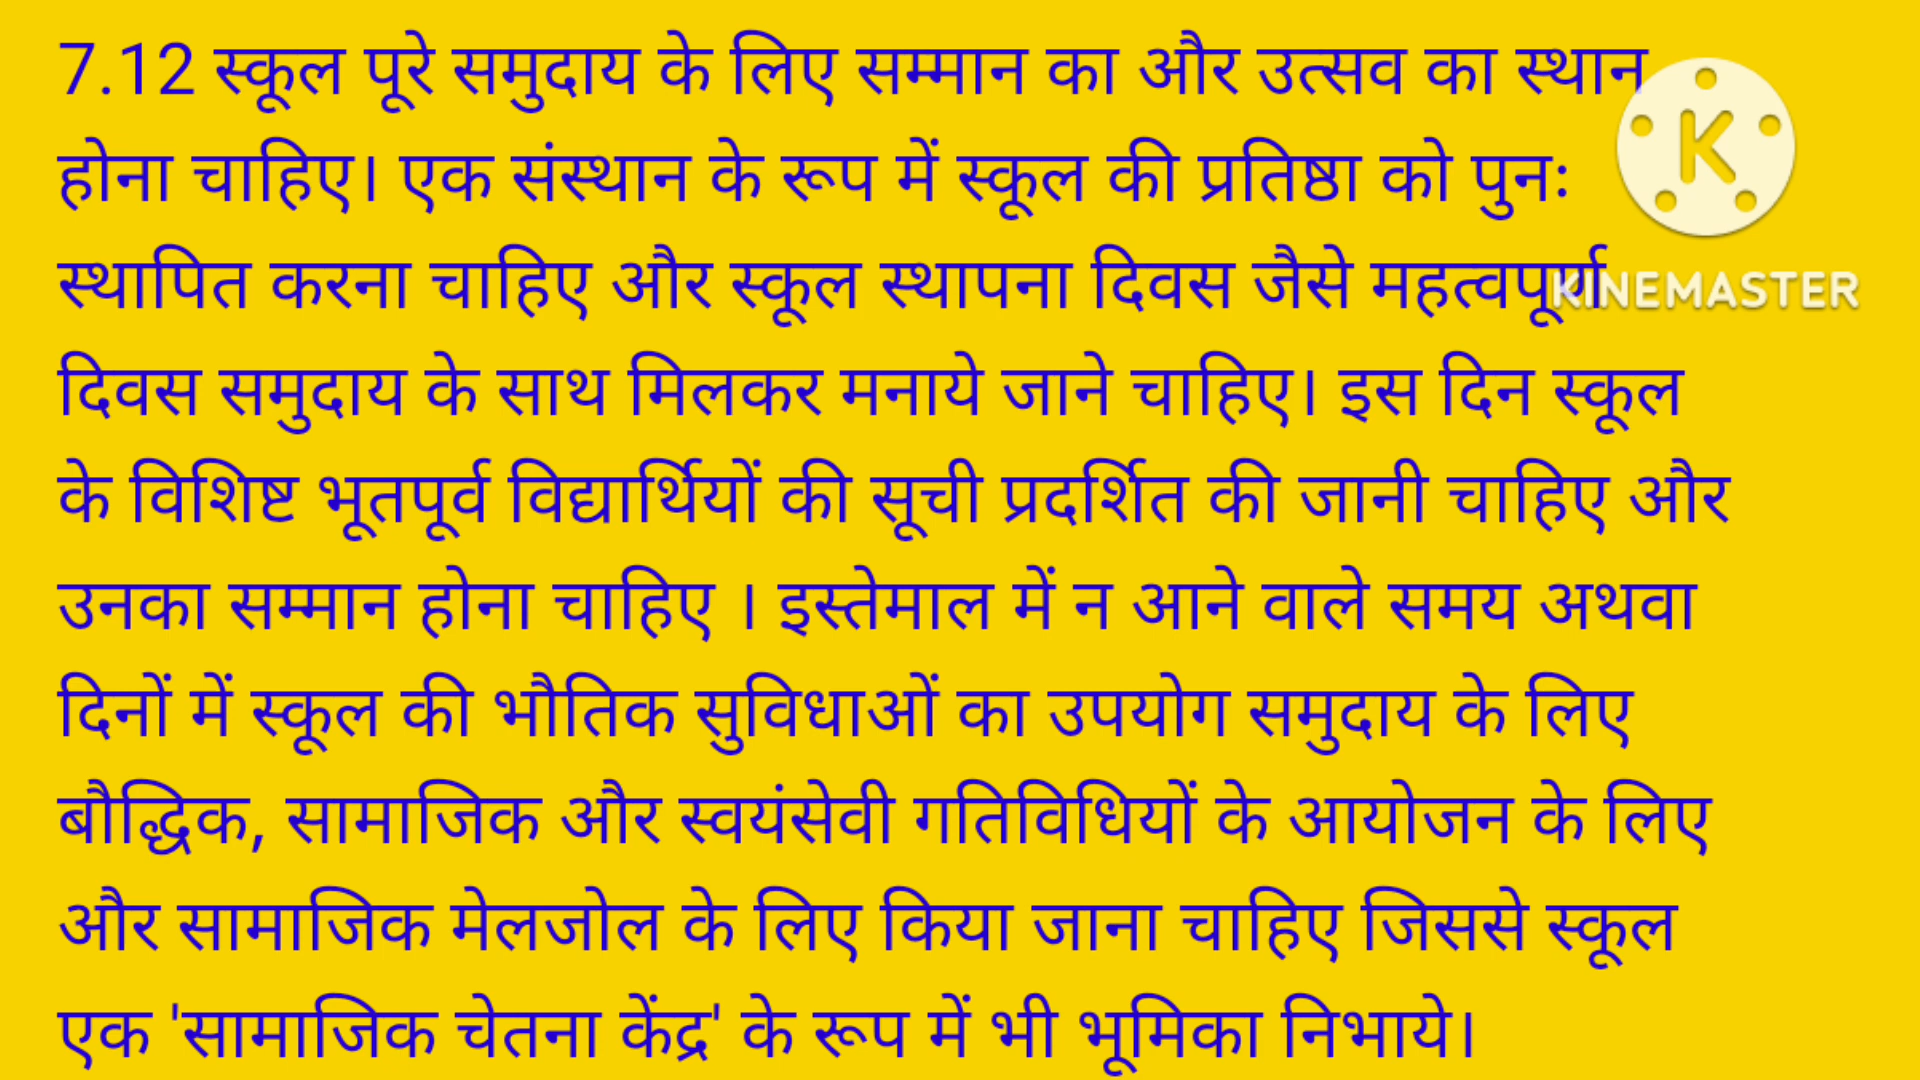 7.12 स्कूल पूरे समुदाय के लिए सम्मान का और उत्सव का स्थान
होना चाहिए। एक संस्थान के रूप में स्कूल की प्रतिष्ठा को पुनः
स्थापित करना चाहिए और स्कूल स्थापना दिवस जैसे महत्वपूर्ण
KINEMASTER
दिवस समुदाय के साथ मिलकर मनाये जाने चाहिए। इस दिन स्कूल
के विशिष्ट भूतपूर्व विद्यार्थियों की सूची प्रदर्शित की जानी चाहिए और
उनका सम्मान होना चाहिए । इस्तेमाल में न आने वाले समय अथवा
दिनों में स्कूल की भौतिक सुविधाओं का उपयोग समुदाय के लिए
बौद्धिक, सामाजिक और स्वयंसेवी गतिविधियों के आयोजन के लिए
और सामाजिक मेलजोल के लिए किया जाना चाहिए जिससे स्कूल
एक 'सामाजिक चेतना केंद्र' के रूप में भी भूमिका निभाये।